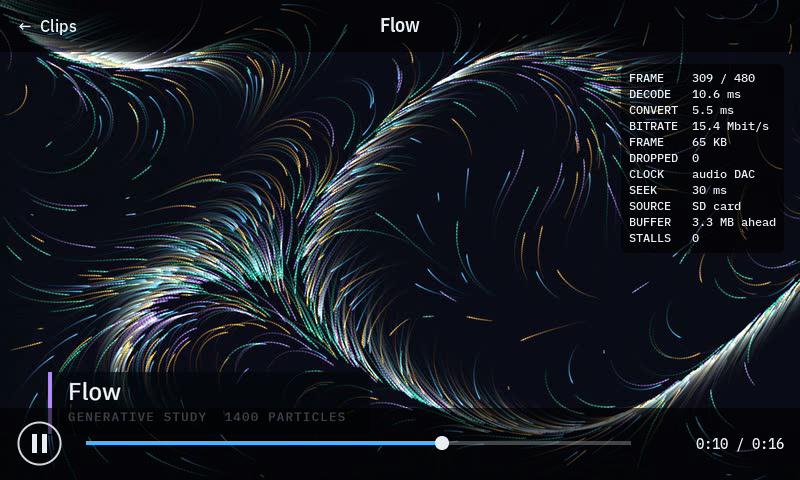 ← Clips
Flow
FRAME 309 / 480
DECODE 10.6 ms
CONVERT 5.5 ms
BITRATE 15.4 Mbit/s
FRAME 65 KB
DROPPED 0
CLOCK audio DAC
SEEK 30 ms
SOURCE SD card
BUFFER 3.3 MB ahead
STALLS 0
Flow
GENERATIVE STUDY 1400 PARTICLES
0:10 / 0:16